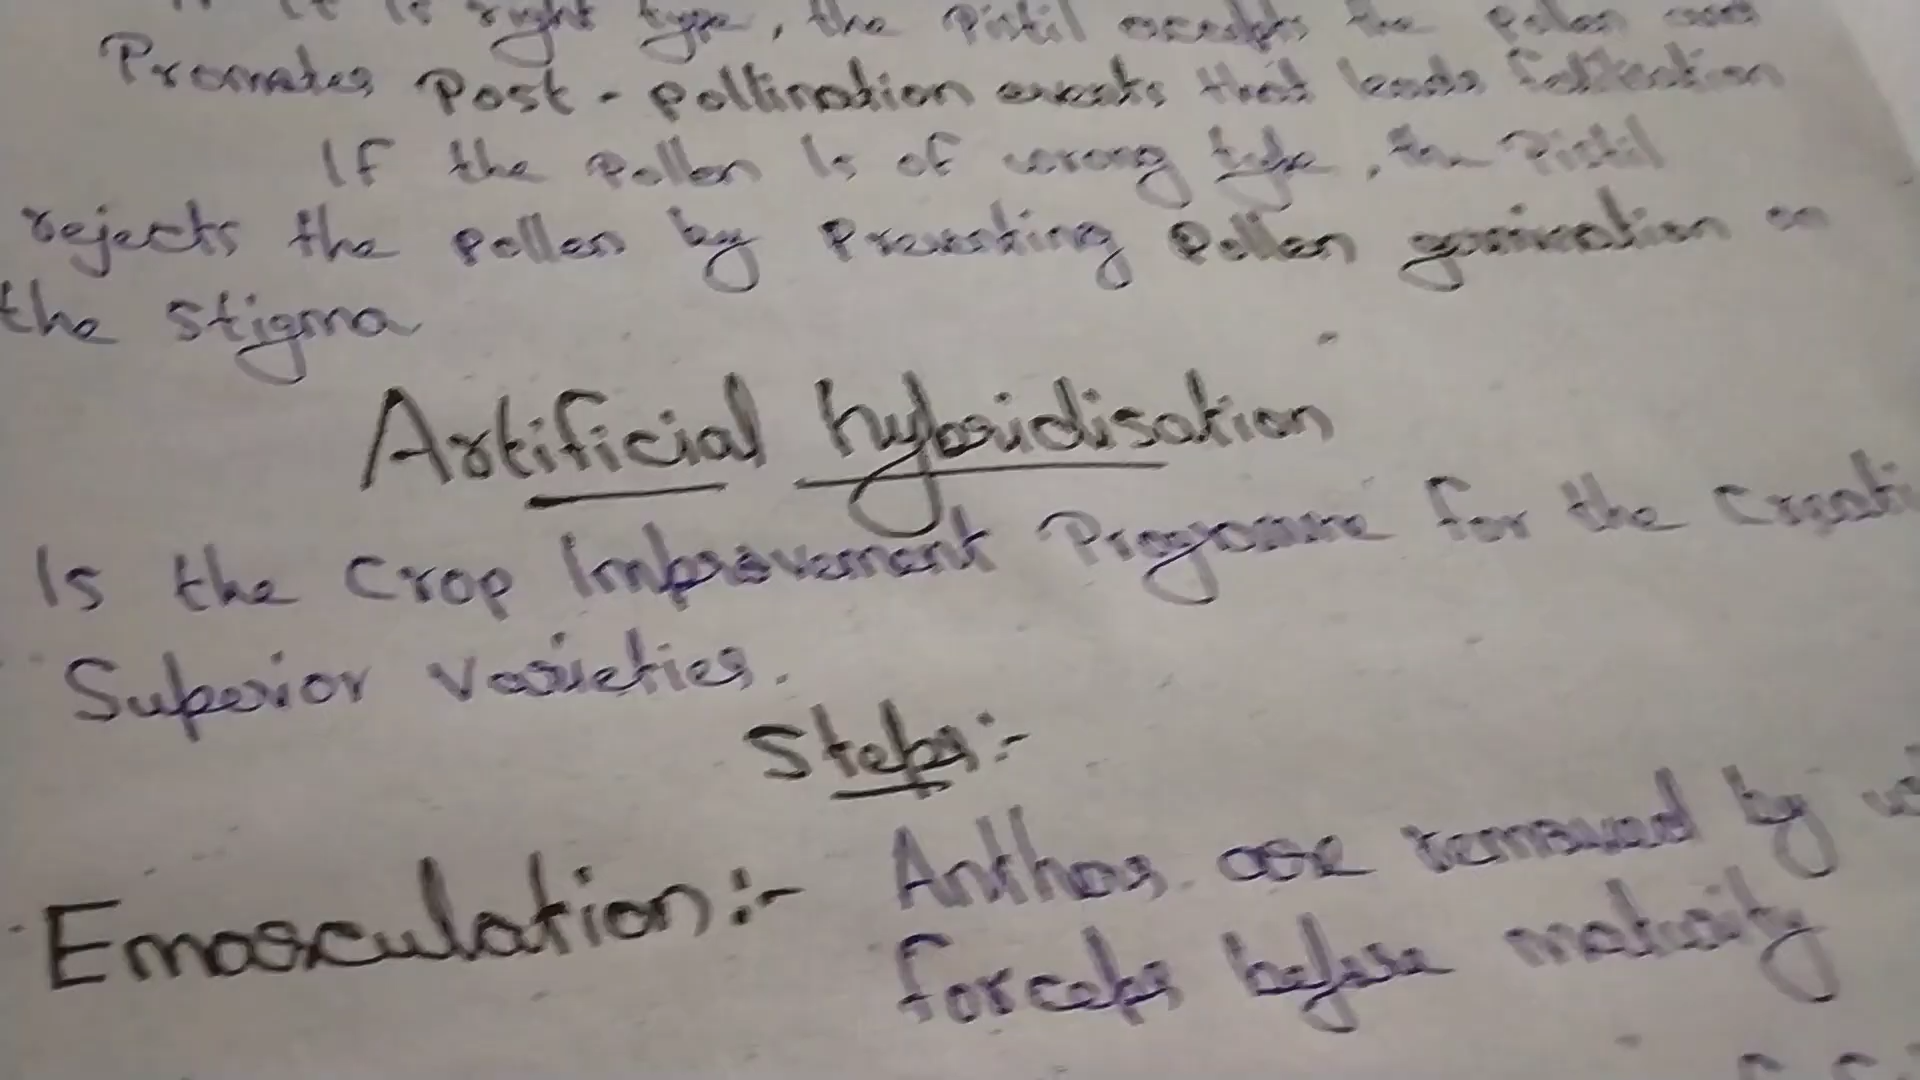 it is right type, the Pistil accepts the Pollen and
Promotes Post - pollination events that leads fertilization
If the Pollen Is of wrong type, the Pistil
rejects the Pollen by Preventing Pollen germination on
the Stigma
Artificial hybridisation
Is the Crop Improvement Programme for the Creati
Superior Varieties.
Steps:-
Emasculation:- Anthers are removed by
forceps before maturity